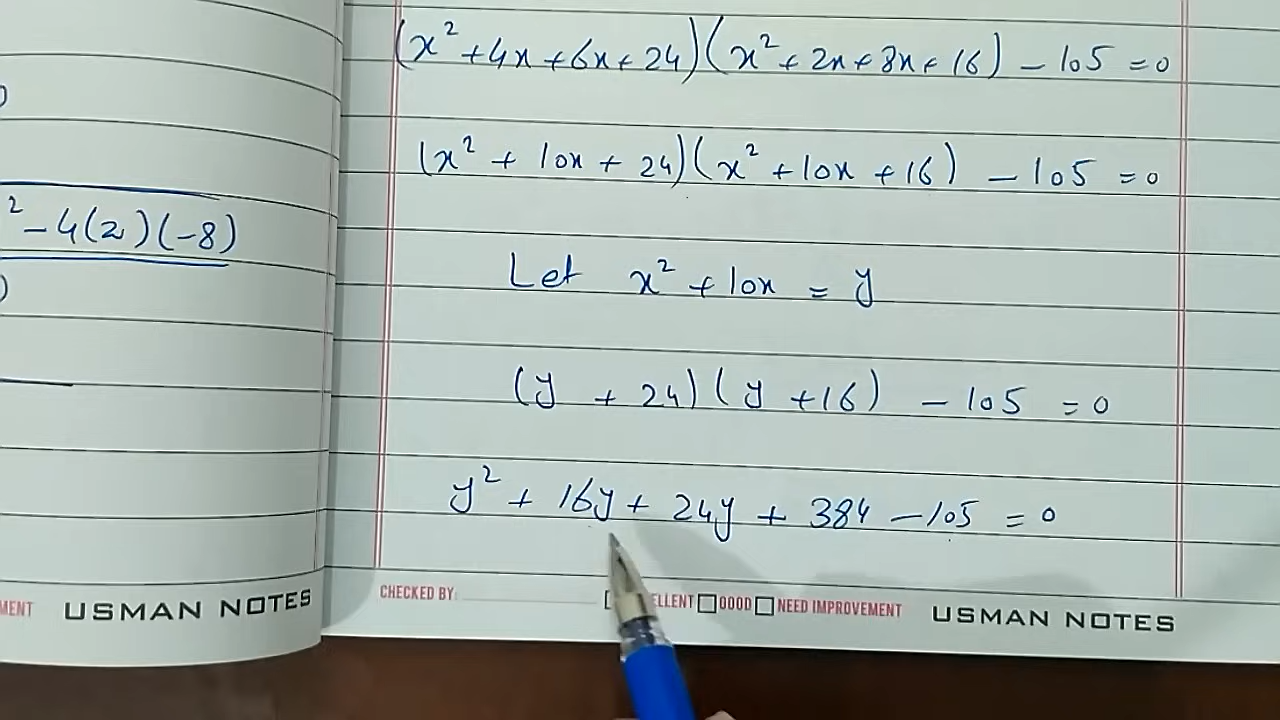 )
² - 4(2)(-8)
)
(x² + 4x + 6x + 24)(x² + 2x + 8x + 16) - 105 = 0
(x² + 10x + 24)(x² + 10x + 16) - 105 = 0
Let x² + 10x = y
(y + 24)(y + 16) - 105 = 0
y² + 16y + 24y + 384 - 105 = 0
MENT USMAN NOTES
CHECKED BY: ELLENT GOOD NEED IMPROVEMENT USMAN NOTES